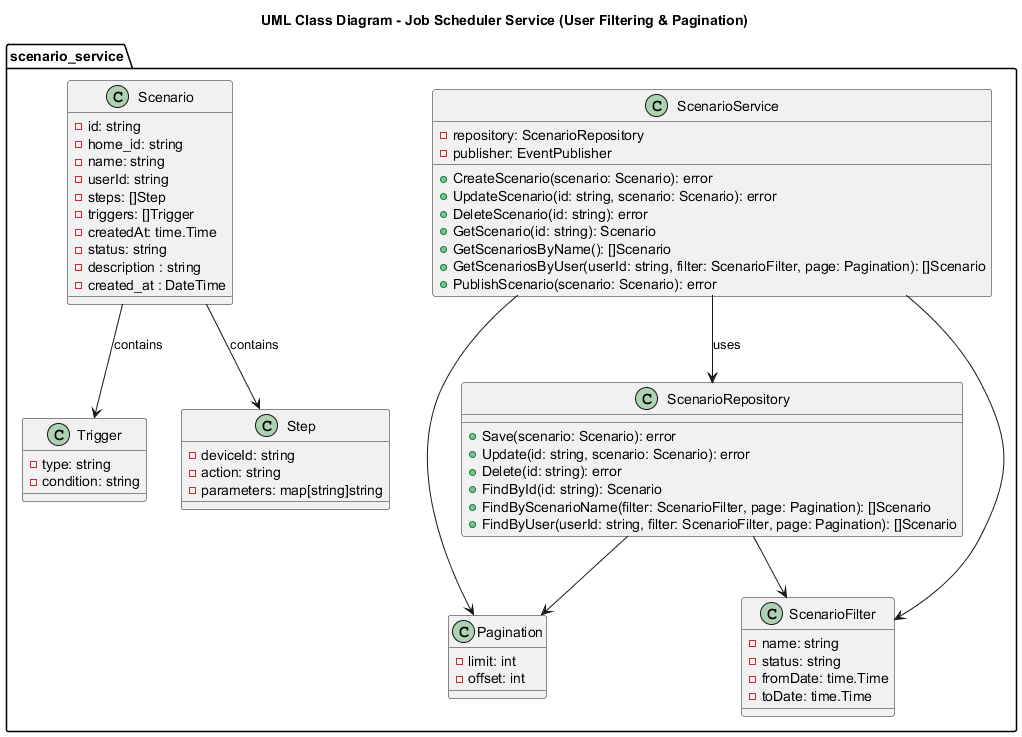 UML Class Diagram - Job Scheduler Service (User Filtering & Pagination)
scenario_service
C Scenario
id: string
home_id: string
name: string
userId: string
steps: []Step
triggers: []Trigger
createdAt: time.Time
status: string
description : string
created_at : DateTime
C ScenarioService
repository: ScenarioRepository
publisher: EventPublisher
CreateScenario(scenario: Scenario): error
UpdateScenario(id: string, scenario: Scenario): error
DeleteScenario(id: string): error
GetScenario(id: string): Scenario
GetScenariosByName(): []Scenario
GetScenariosByUser(userId: string, filter: ScenarioFilter, page: Pagination): []Scenario
PublishScenario(scenario: Scenario): error
contains
contains
uses
C Trigger
type: string
condition: string
C Step
deviceId: string
action: string
parameters: map[string]string
C ScenarioRepository
Save(scenario: Scenario): error
Update(id: string, scenario: Scenario): error
Delete(id: string): error
FindById(id: string): Scenario
FindByScenarioName(filter: ScenarioFilter, page: Pagination): []Scenario
FindByUser(userId: string, filter: ScenarioFilter, page: Pagination): []Scenario
C Pagination
limit: int
offset: int
C ScenarioFilter
name: string
status: string
fromDate: time.Time
toDate: time.Time